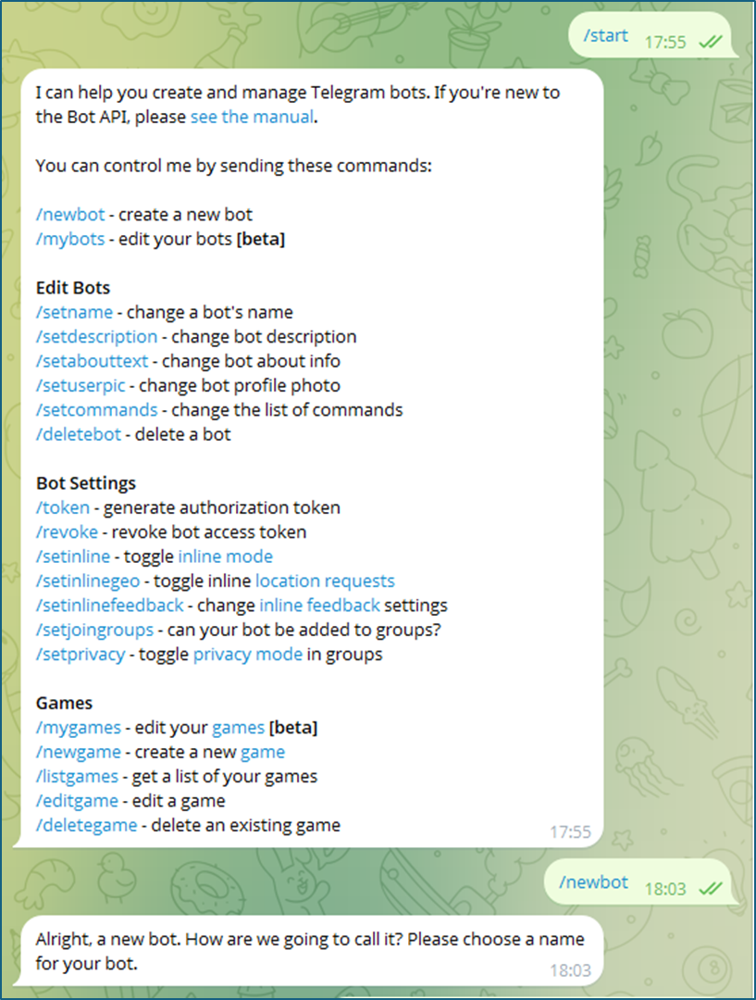 /start 17:55
I can help you create and manage Telegram bots. If you're new to
the Bot API, please see the manual.
You can control me by sending these commands:
/newbot - create a new bot
/mybots - edit your bots [beta]
Edit Bots
/setname - change a bot's name
/setdescription - change bot description
/setabouttext - change bot about info
/setuserpic - change bot profile photo
/setcommands - change the list of commands
/deletebot - delete a bot
Bot Settings
/token - generate authorization token
/revoke - revoke bot access token
/setinline - toggle inline mode
/setinlinegeo - toggle inline location requests
/setinlinefeedback - change inline feedback settings
/setjoingroups - can your bot be added to groups?
/setprivacy - toggle privacy mode in groups
Games
/mygames - edit your games [beta]
/newgame - create a new game
/listgames - get a list of your games
/editgame - edit a game
/deletegame - delete an existing game
17:55
/newbot 18:03
Alright, a new bot. How are we going to call it? Please choose a name
for your bot.
18:03